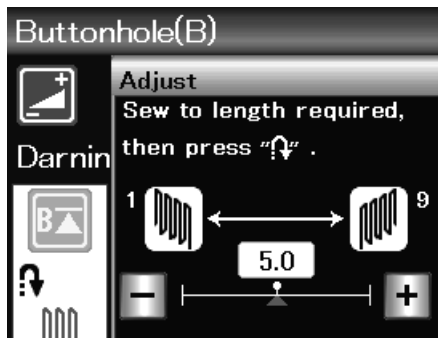 Buttonhole(B)
Adjust
Sew to length required,
then press "↷" .
Darnin
1
9
B
5.0
− +